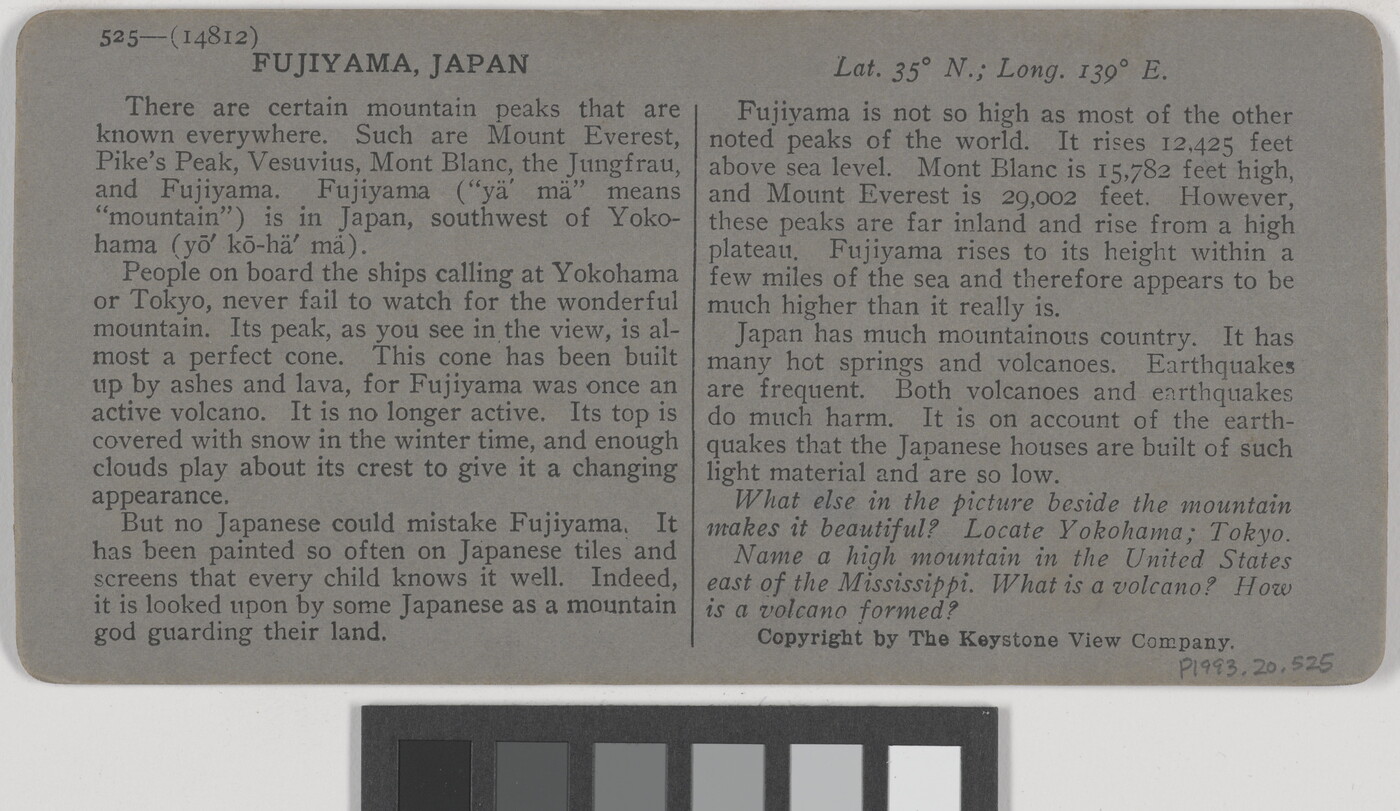 525—(14812)
FUJIYAMA, JAPAN
There are certain mountain peaks that are
known everywhere. Such are Mount Everest,
Pike's Peak, Vesuvius, Mont Blanc, the Jungfrau,
and Fujiyama. Fujiyama (“yä′ mä” means
“mountain”) is in Japan, southwest of Yoko-
hama (yō′ kō-hä′ mä).
People on board the ships calling at Yokohama
or Tokyo, never fail to watch for the wonderful
mountain. Its peak, as you see in the view, is al-
most a perfect cone. This cone has been built
up by ashes and lava, for Fujiyama was once an
active volcano. It is no longer active. Its top is
covered with snow in the winter time, and enough
clouds play about its crest to give it a changing
appearance.
But no Japanese could mistake Fujiyama. It
has been painted so often on Japanese tiles and
screens that every child knows it well. Indeed,
it is looked upon by some Japanese as a mountain
god guarding their land.
Lat. 35° N.; Long. 139° E.
Fujiyama is not so high as most of the other
noted peaks of the world. It rises 12,425 feet
above sea level. Mont Blanc is 15,782 feet high,
and Mount Everest is 29,002 feet. However,
these peaks are far inland and rise from a high
plateau. Fujiyama rises to its height within a
few miles of the sea and therefore appears to be
much higher than it really is.
Japan has much mountainous country. It has
many hot springs and volcanoes. Earthquakes
are frequent. Both volcanoes and earthquakes
do much harm. It is on account of the earth-
quakes that the Japanese houses are built of such
light material and are so low.
What else in the picture beside the mountain
makes it beautiful? Locate Yokohama; Tokyo.
Name a high mountain in the United States
east of the Mississippi. What is a volcano? How
is a volcano formed?
Copyright by The Keystone View Company.
P1993.20.525